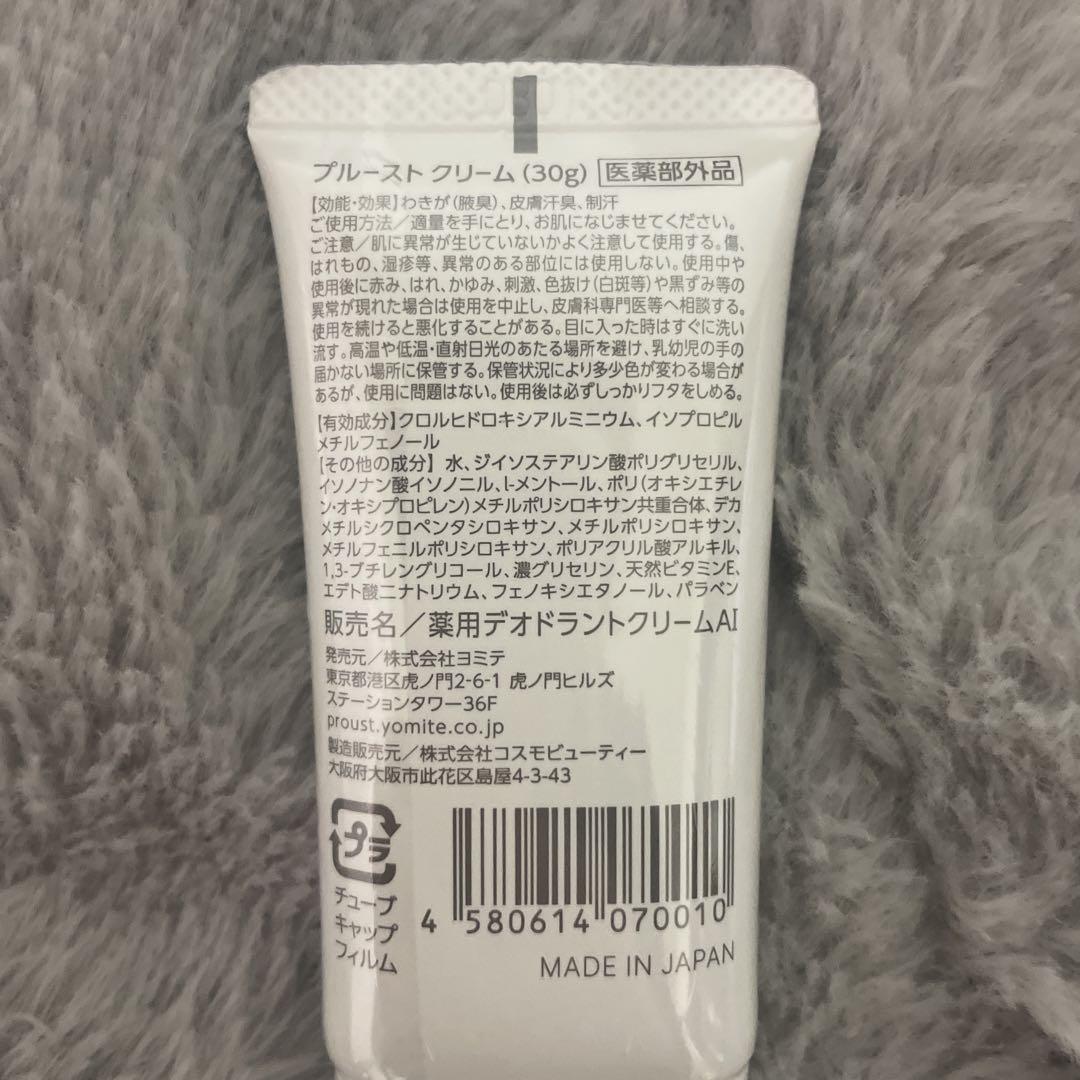 プルースト クリーム(30g) 医薬部外品
【効能・効果】わきが(腋臭)、皮膚汗臭、制汗
ご使用方法/適量を手にとり、お肌になじませてください。
ご注意/肌に異常が生じていないかよく注意して使用する。傷、
はれもの、湿疹等、異常のある部位には使用しない。使用中や
使用後に赤み、はれ、かゆみ、刺激、色抜け(白斑等)や黒ずみ等の
異常が現れた場合は使用を中止し、皮膚科専門医等へ相談する。
使用を続けると悪化することがある。目に入った時はすぐに洗い
流す。高温や低温・直射日光のあたる場所を避け、乳幼児の手の
届かない場所に保管する。保管状況により多少色が変わる場合が
あるが、使用に問題はない。使用後は必ずしっかりフタをしめる。
【有効成分】クロルヒドロキシアルミニウム、イソプロピル
メチルフェノール
【その他の成分】 水、ジイソステアリン酸ポリグリセリル、
イソノナン酸イソノニル、l-メントール、ポリ(オキシエチレ
ン・オキシプロピレン)メチルポリシロキサン共重合体、デカ
メチルシクロペンタシロキサン、メチルポリシロキサン、
メチルフェニルポリシロキサン、ポリアクリル酸アルキル、
1,3-ブチレングリコール、濃グリセリン、天然ビタミンE、
エデト酸二ナトリウム、フェノキシエタノール、パラベン
販売名/薬用デオドラントクリームAI
発売元/株式会社ヨミテ
東京都港区虎ノ門2-6-1 虎ノ門ヒルズ
ステーションタワー36F
proust.yomite.co.jp
製造販売元/株式会社コスモビューティー
大阪府大阪市此花区島屋4-3-43
プラ
チューブ
キャップ
フィルム
4 580614 070010
MADE IN JAPAN